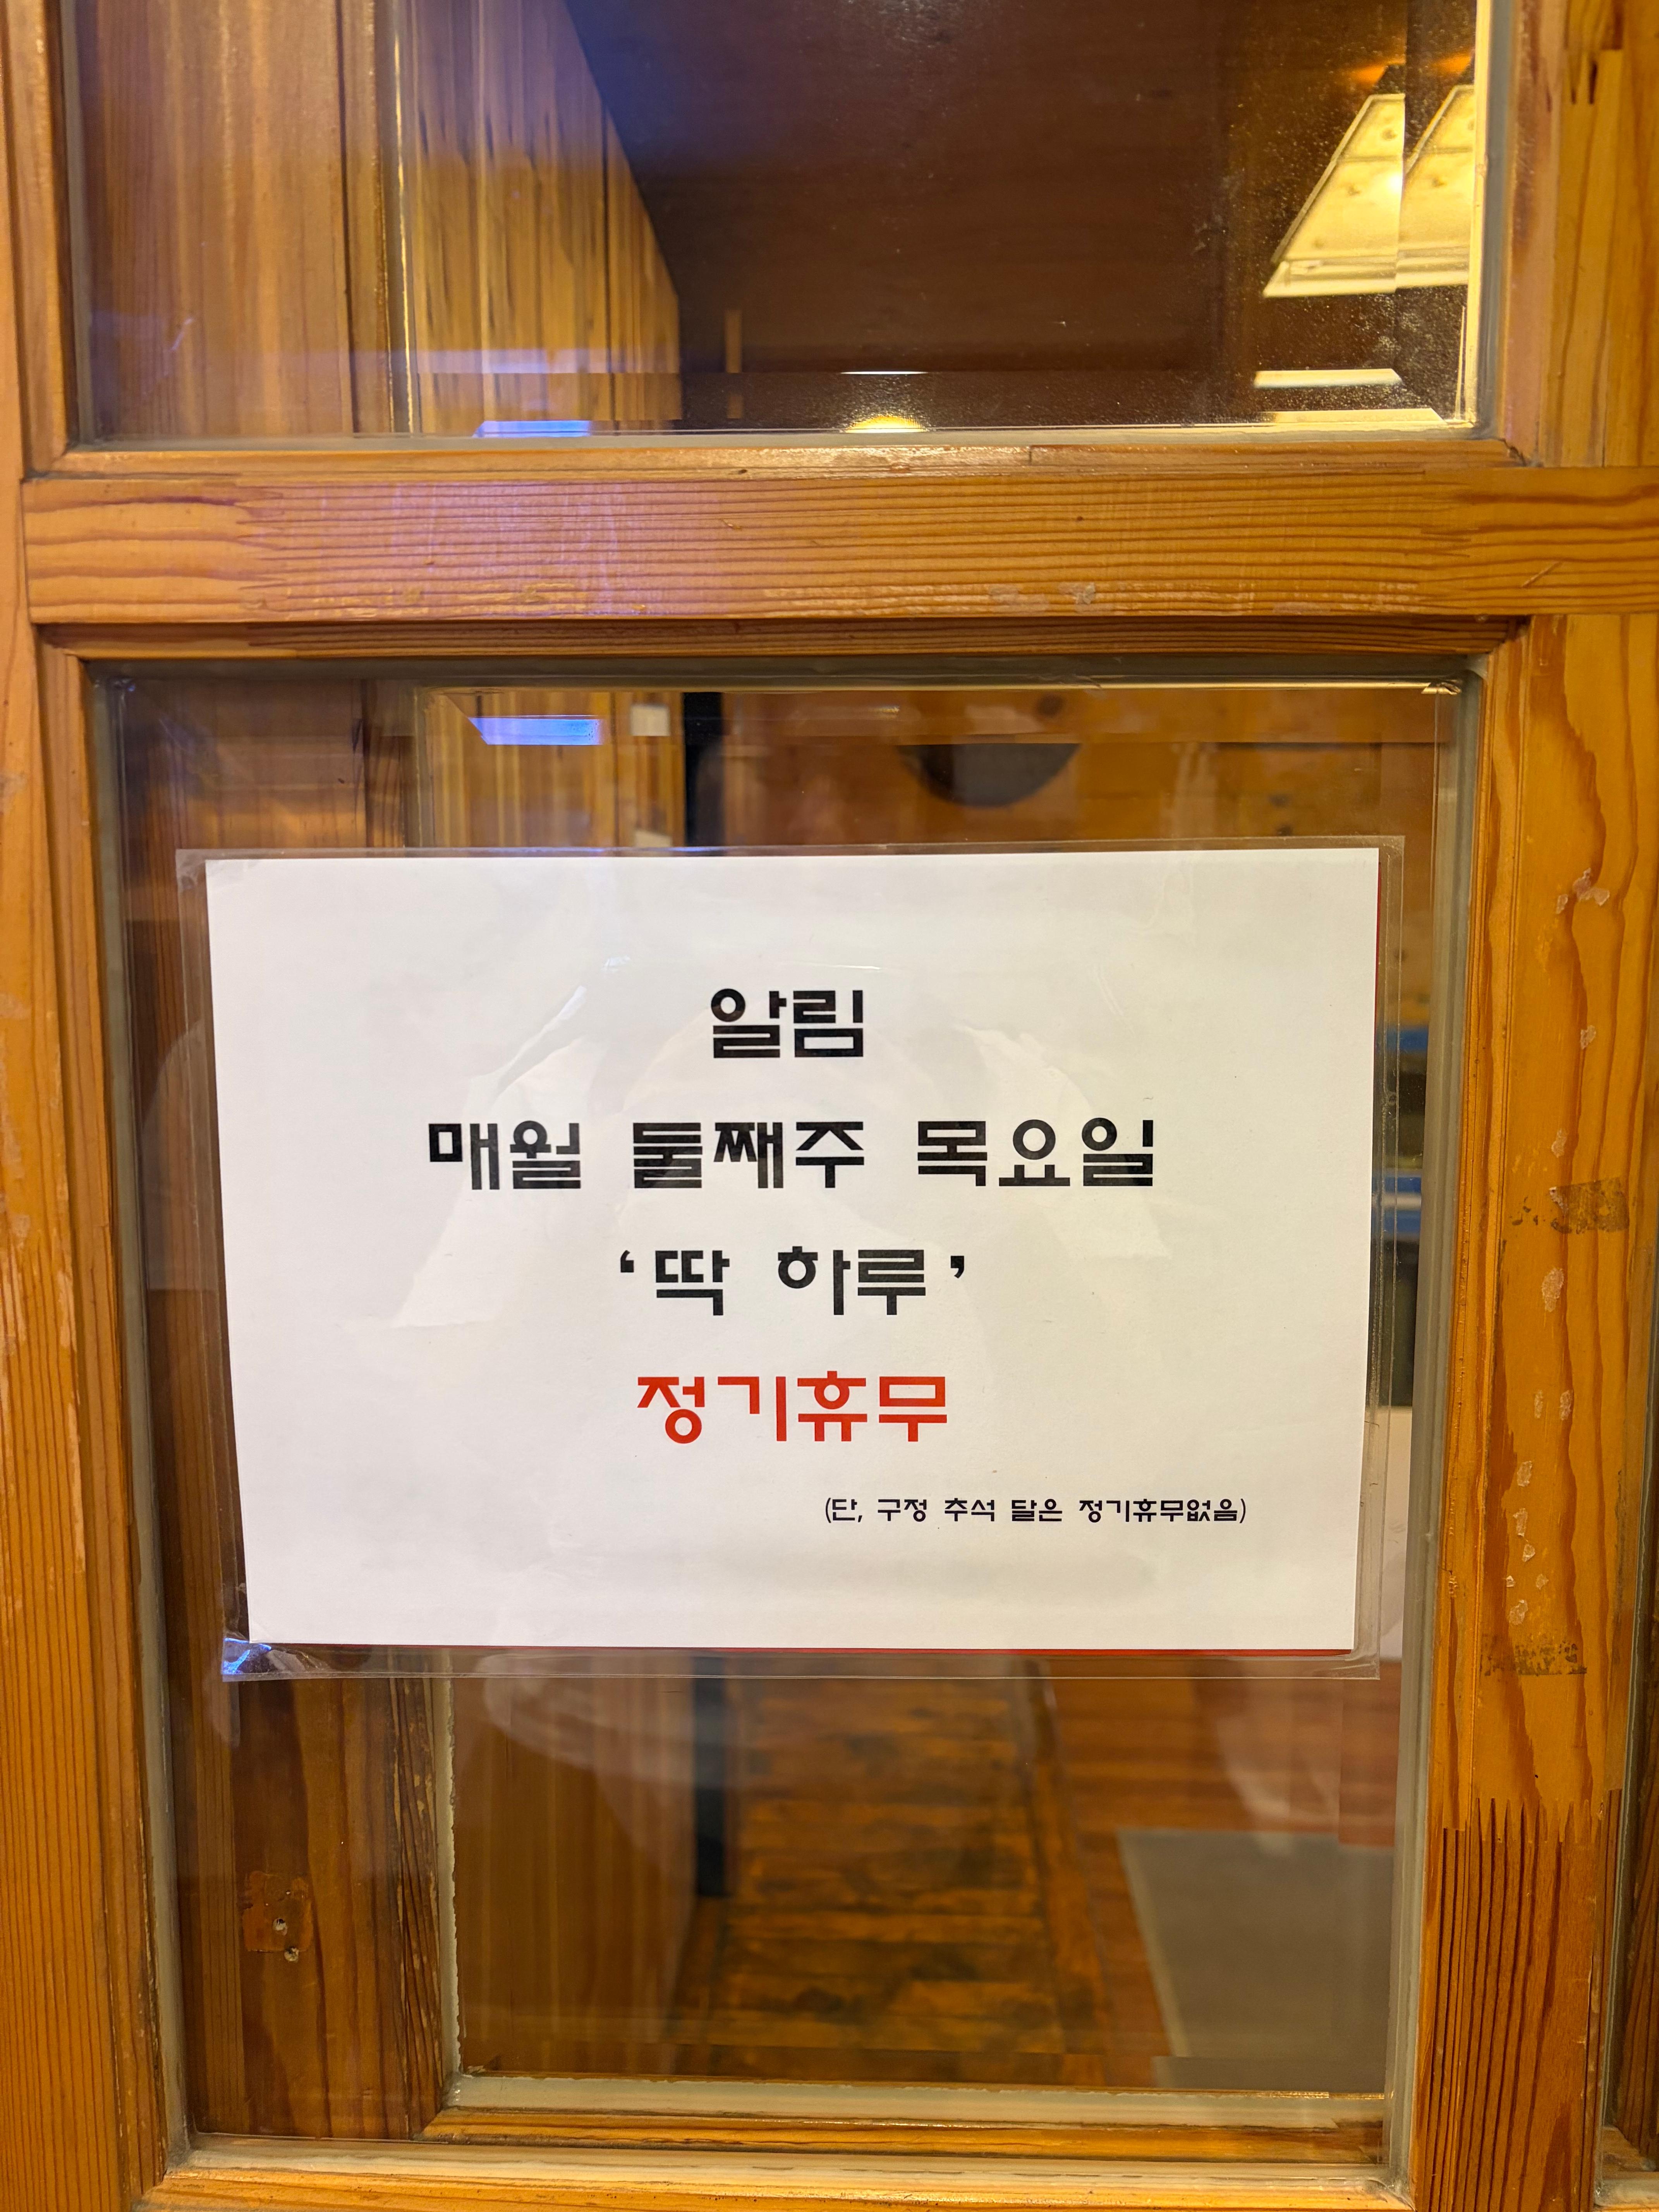 알림
매월 둘째주 목요일
‘딱 하루’
정기휴무
(단, 구정 추석 달은 정기휴무없음)